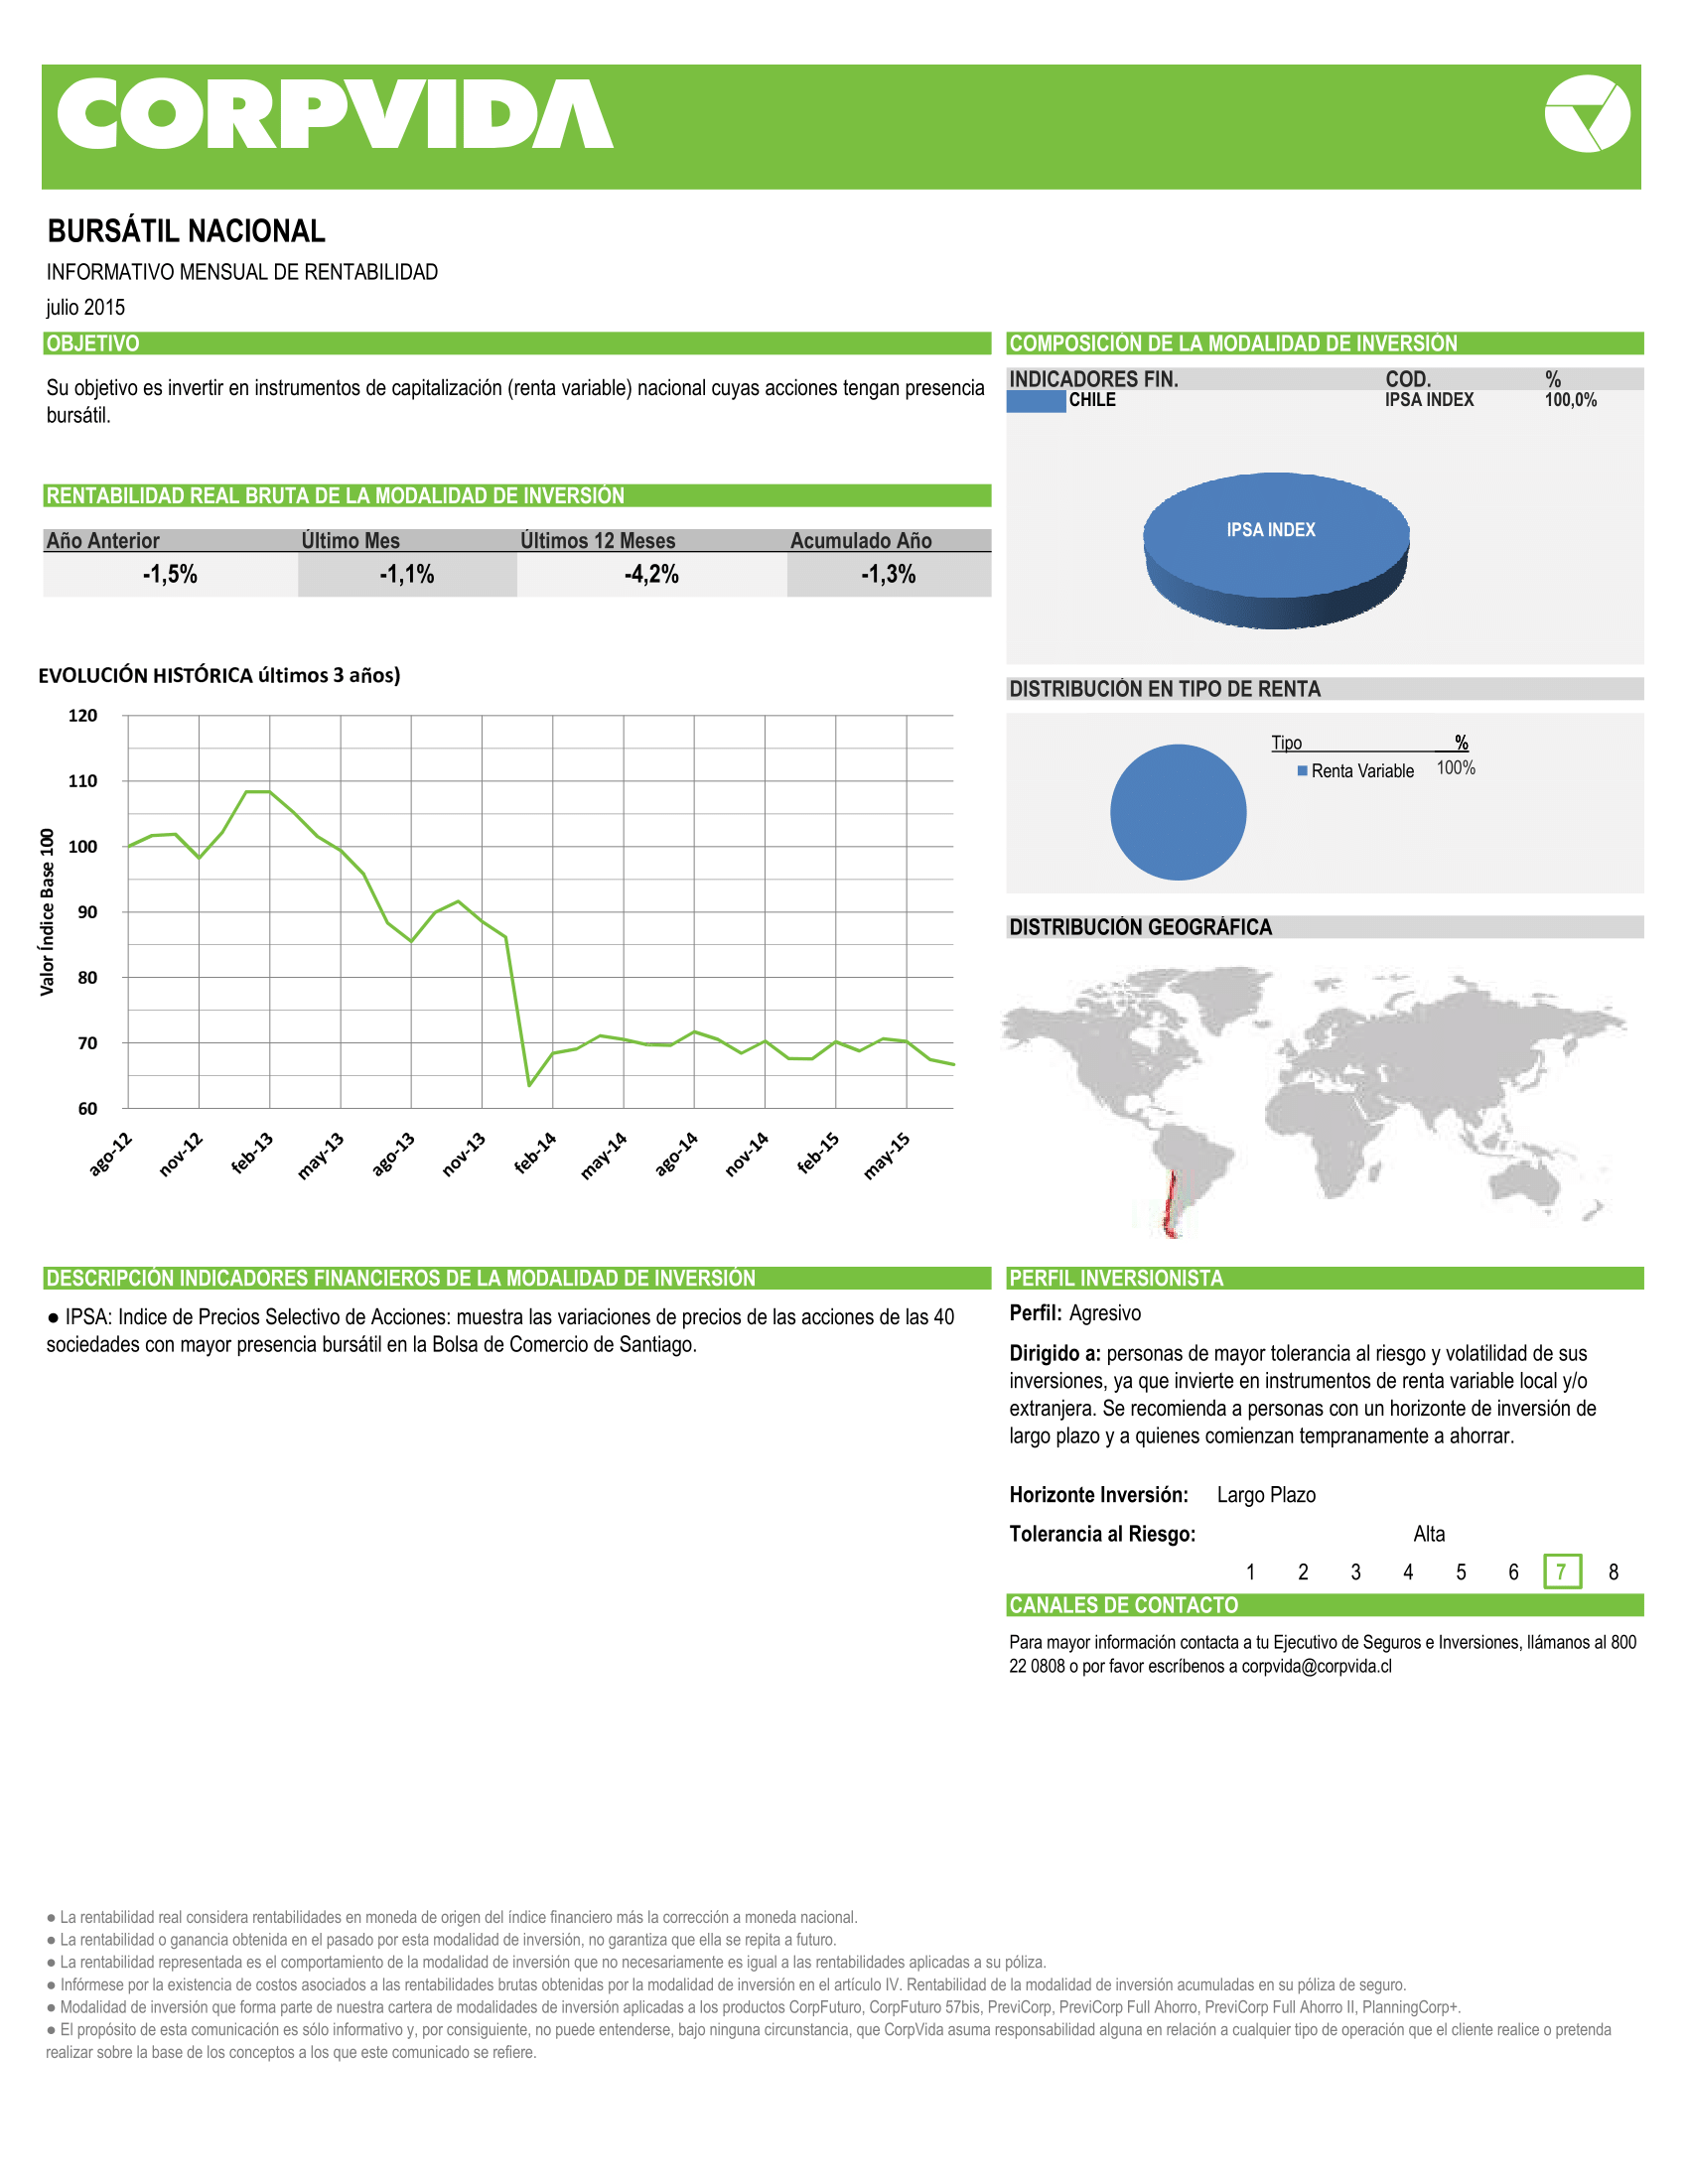 CORPVIDA
BURSÁTIL NACIONAL
INFORMATIVO MENSUAL DE RENTABILIDAD
julio 2015
OBJETIVO
Su objetivo es invertir en instrumentos de capitalización (renta variable) nacional cuyas acciones tengan presencia
bursátil.
RENTABILIDAD REAL BRUTA DE LA MODALIDAD DE INVERSIÓN
Año Anterior Último Mes Últimos 12 Meses Acumulado Año
-1,5% -1,1% -4,2% -1,3%
EVOLUCIÓN HISTÓRICA últimos 3 años)
Valor Índice Base 100
120
110
100
90
80
70
60
ago-12 nov-12 feb-13 may-13 ago-13 nov-13 feb-14 may-14 ago-14 nov-14 feb-15 may-15
COMPOSICIÓN DE LA MODALIDAD DE INVERSIÓN
INDICADORES FIN. COD. %
CHILE IPSA INDEX 100,0%
IPSA INDEX
DISTRIBUCIÓN EN TIPO DE RENTA
Tipo %
Renta Variable 100%
DISTRIBUCIÓN GEOGRÁFICA
DESCRIPCIÓN INDICADORES FINANCIEROS DE LA MODALIDAD DE INVERSIÓN
● IPSA: Indice de Precios Selectivo de Acciones: muestra las variaciones de precios de las acciones de las 40
sociedades con mayor presencia bursátil en la Bolsa de Comercio de Santiago.
PERFIL INVERSIONISTA
Perfil: Agresivo
Dirigido a: personas de mayor tolerancia al riesgo y volatilidad de sus
inversiones, ya que invierte en instrumentos de renta variable local y/o
extranjera. Se recomienda a personas con un horizonte de inversión de
largo plazo y a quienes comienzan tempranamente a ahorrar.
Horizonte Inversión: Largo Plazo
Tolerancia al Riesgo: Alta
1 2 3 4 5 6 7 8
CANALES DE CONTACTO
Para mayor información contacta a tu Ejecutivo de Seguros e Inversiones, llámanos al 800
22 0808 o por favor escríbenos a corpvida@corpvida.cl
● La rentabilidad real considera rentabilidades en moneda de origen del índice financiero más la corrección a moneda nacional.
● La rentabilidad o ganancia obtenida en el pasado por esta modalidad de inversión, no garantiza que ella se repita a futuro.
● La rentabilidad representada es el comportamiento de la modalidad de inversión que no necesariamente es igual a las rentabilidades aplicadas a su póliza.
● Infórmese por la existencia de costos asociados a las rentabilidades brutas obtenidas por la modalidad de inversión en el artículo IV. Rentabilidad de la modalidad de inversión acumuladas en su póliza de seguro.
● Modalidad de inversión que forma parte de nuestra cartera de modalidades de inversión aplicadas a los productos CorpFuturo, CorpFuturo 57bis, PreviCorp, PreviCorp Full Ahorro, PreviCorp Full Ahorro II, PlanningCorp+.
● El propósito de esta comunicación es sólo informativo y, por consiguiente, no puede entenderse, bajo ninguna circunstancia, que CorpVida asuma responsabilidad alguna en relación a cualquier tipo de operación que el cliente realice o pretenda
realizar sobre la base de los conceptos a los que este comunicado se refiere.